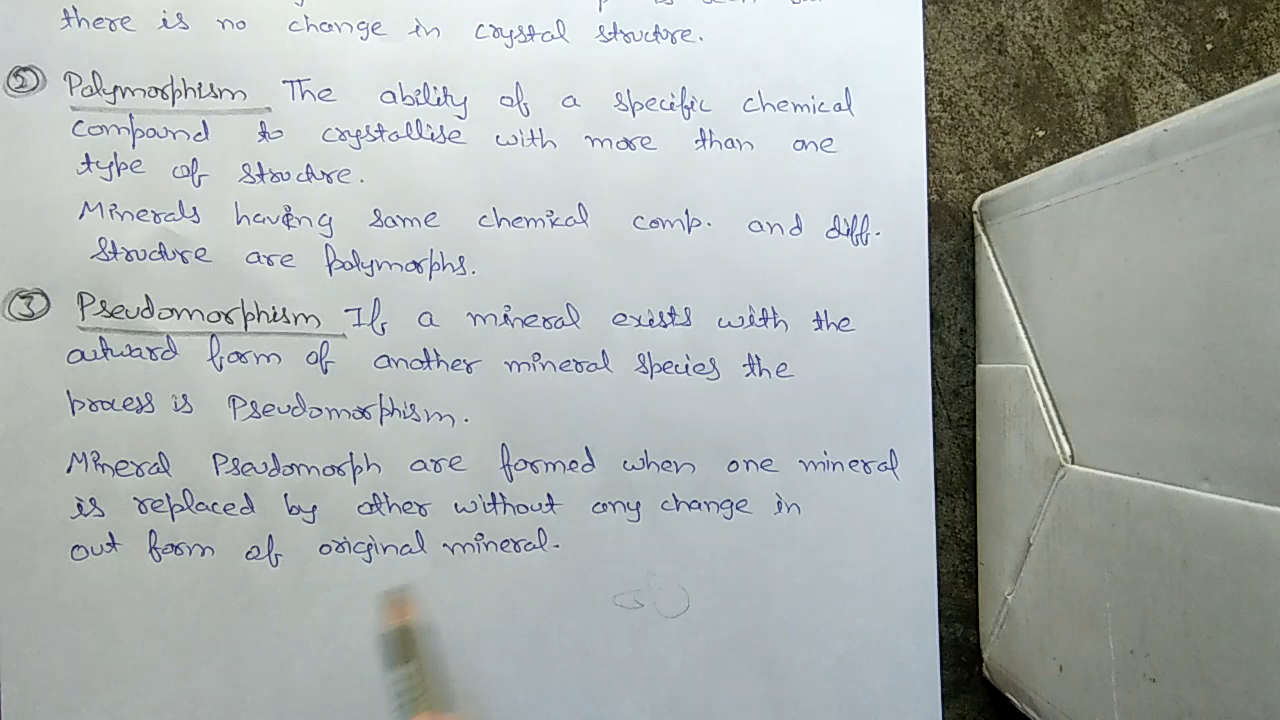 there is no change in crystal structure.
② Polymorphism The ability of a specific chemical
compound to crystallise with more than one
type of structure.
Minerals having same chemical comp. and diff.
structure are polymorphs.
③ Pseudomorphism If a mineral exists with the
outward form of another mineral species the
process is Pseudomorphism.
Mineral Pseudomorph are formed when one mineral
is replaced by other without any change in
out form of original mineral.